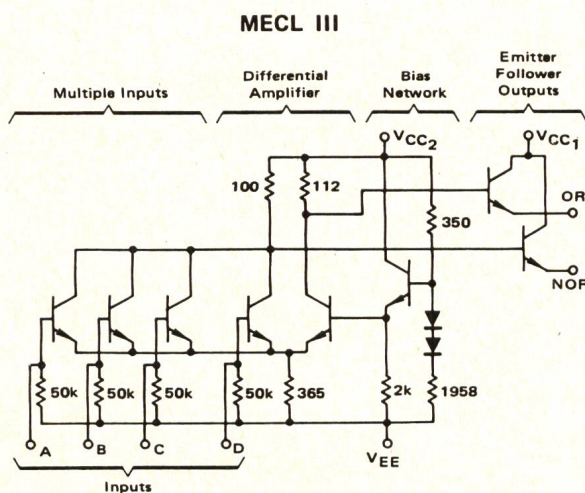 MECL III
Multiple Inputs
Differential
Amplifier
Bias
Network
Emitter
Follower
Outputs
VCC2
VCC1
100
112
350
OR
NOR
50k
50k
50k
50k
365
2k
1958
A
B
C
D
VEE
Inputs